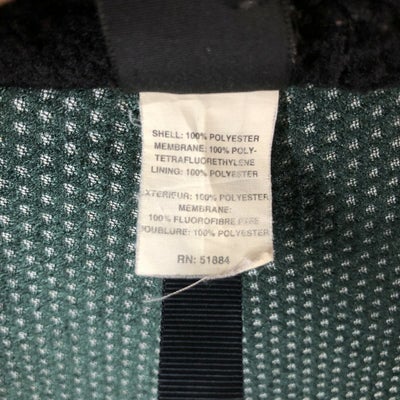 SHELL: 100% POLYESTER
MEMBRANE: 100% POLY-
TETRAFLUORETHYLENE
LINING: 100% POLYESTER
EXTERIEUR: 100% POLYESTER
MEMBRANE:
100% FLUOROFIBRE PTFE
DOUBLURE: 100% POLYESTER
RN: 51884